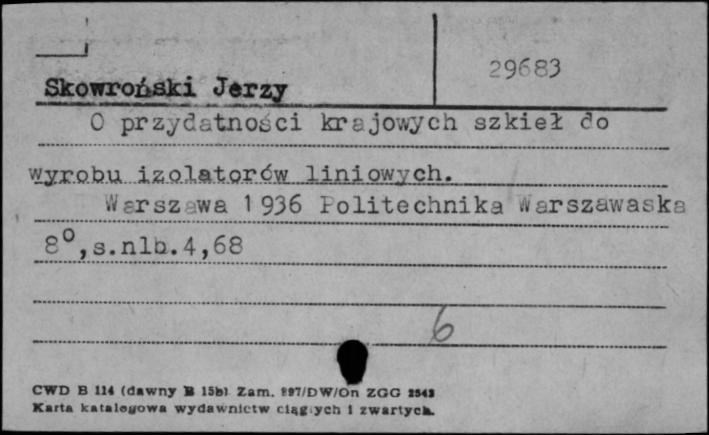 29683
Skowroński Jerzy
O przydatności krajowych szkieł do
wyrobu izolatorów liniowych.
Warszawa 1936 Politechnika Warszawaska
8°,s.nlb.4,68
6
CWD B 114 (dawny B 15b) Zam. 897/DW/On ZGG 2543
Karta katalogowa wydawnictw ciągłych i zwartych.